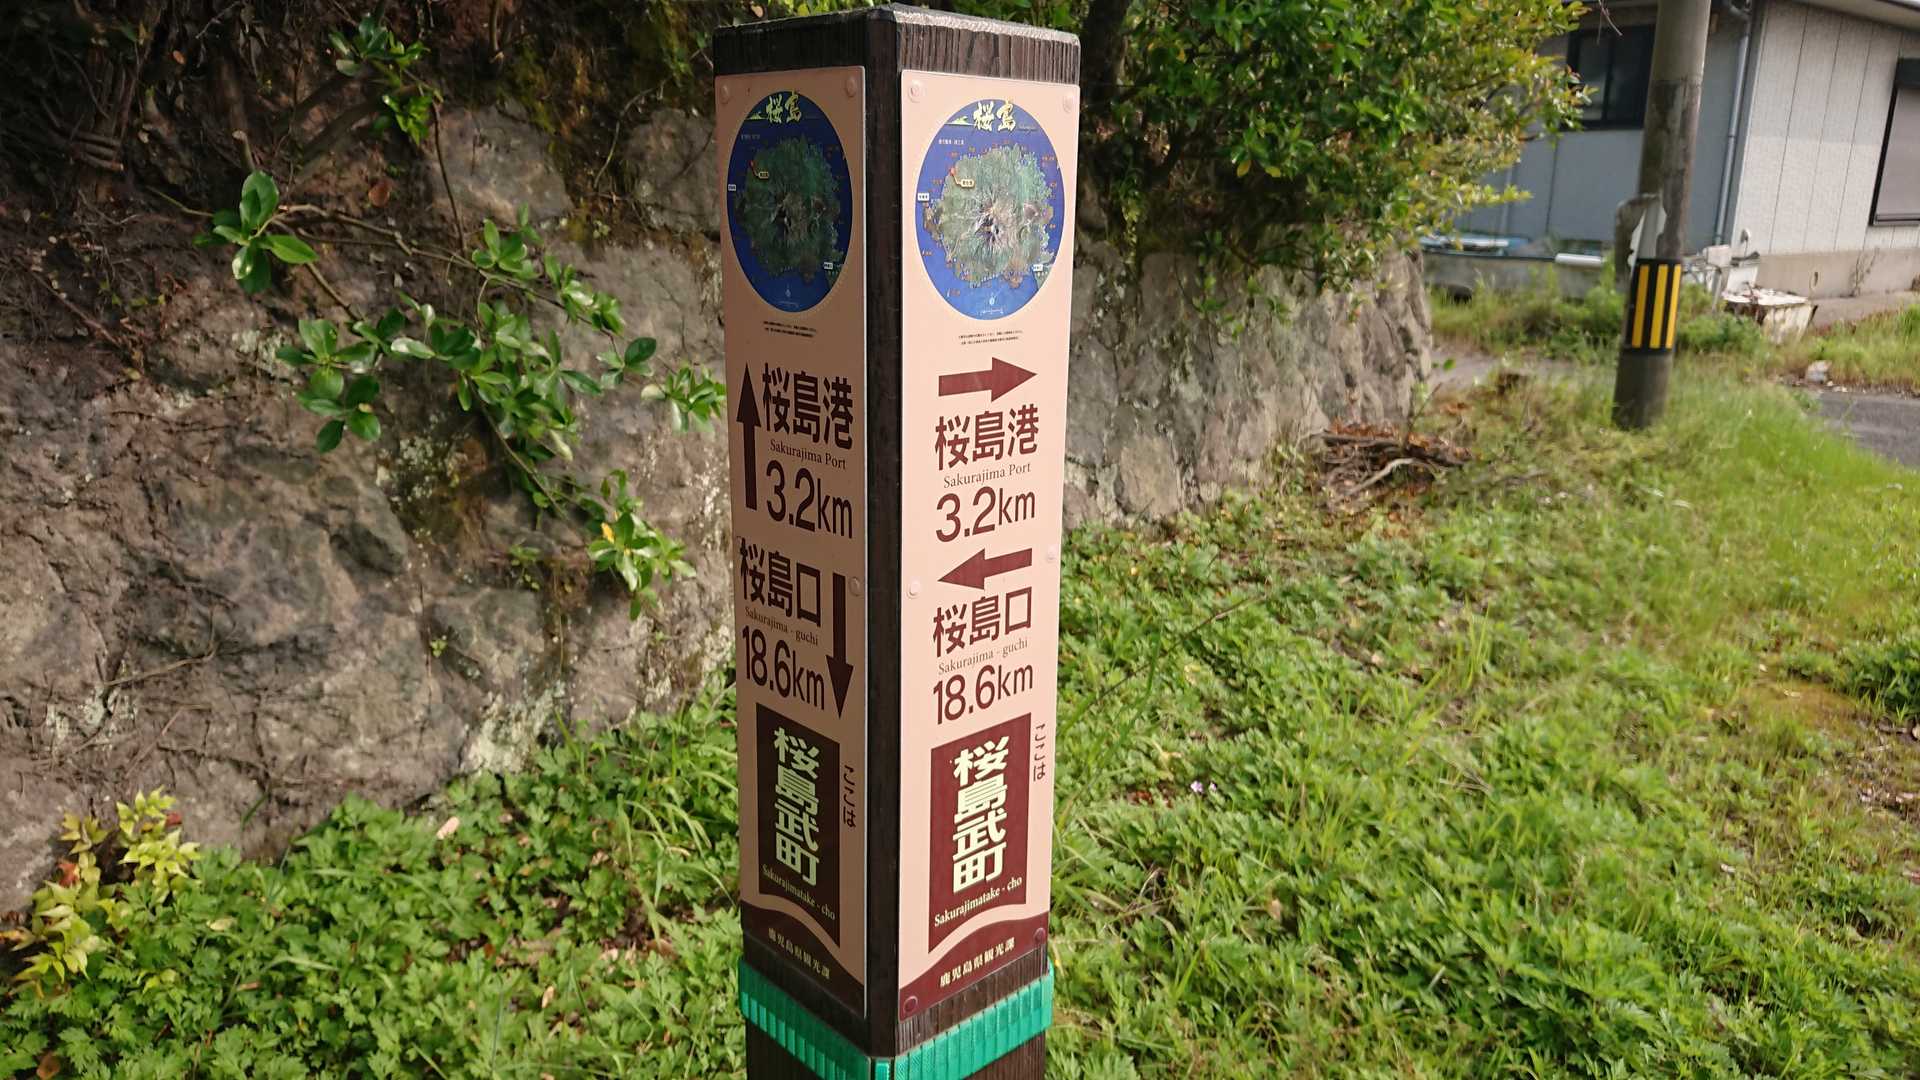 桜島
桜島港
Sakurajima Port
3.2km
桜島口
Sakurajima - guchi
18.6km
ここは
桜島武町
Sakurajimatake - cho
鹿児島県観光課
桜島
桜島港
Sakurajima Port
3.2km
桜島口
Sakurajima - guchi
18.6km
ここは
桜島武町
Sakurajimatake - cho
鹿児島県観光課